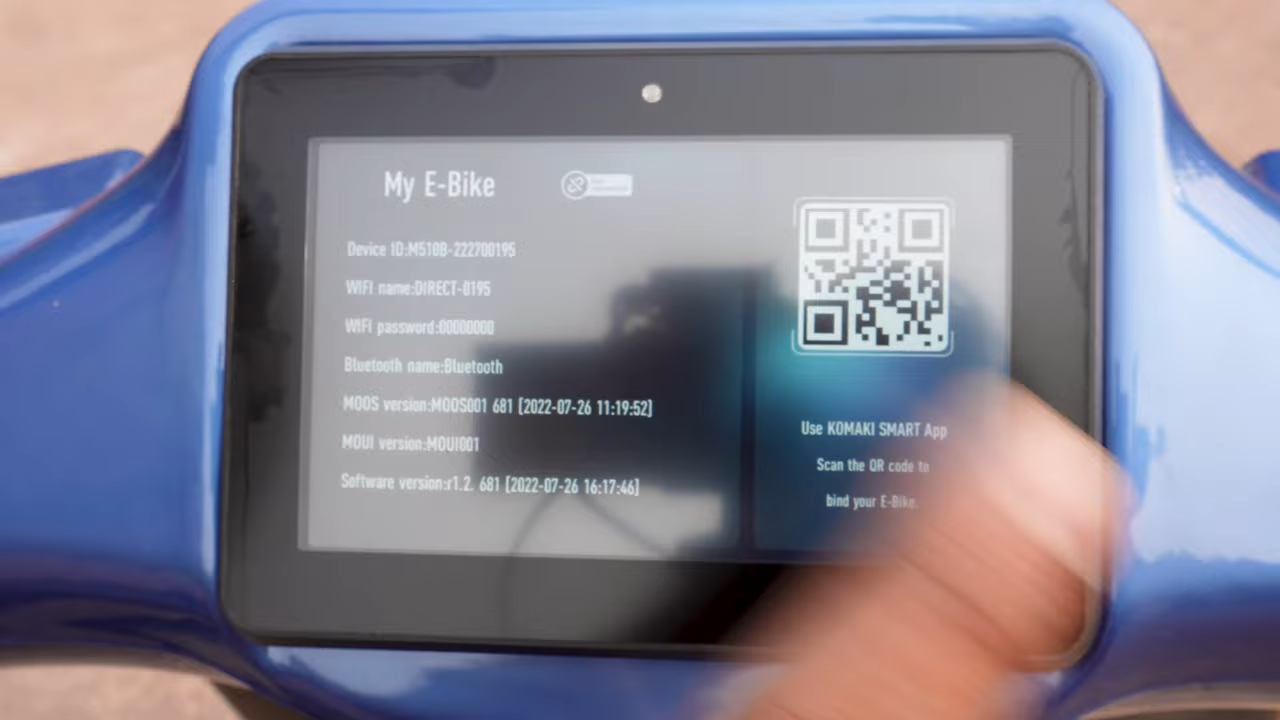 My E-Bike
Device ID:M510B-222700195
WIFI name:DIRECT-0195
WIFI password:00000000
Bluetooth name:Bluetooth
MOOS version:MOOS001 681 [2022-07-26 11:19:52]
MOUI version:MOUI001
Software version:r1.2. 681 [2022-07-26 16:17:46]
Use KOMAKI SMART App
Scan the QR code to
bind your E-Bike.